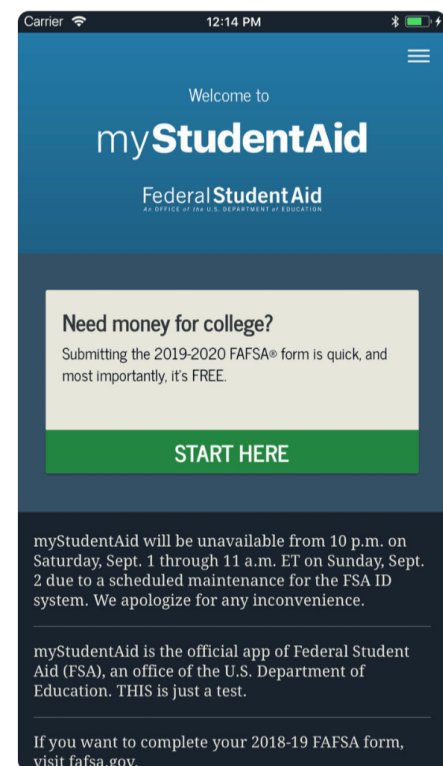 Carrier 12:14 PM
Welcome to
myStudentAid
Federal Student Aid
An OFFICE of the U.S. DEPARTMENT of EDUCATION
Need money for college?
Submitting the 2019-2020 FAFSA® form is quick, and
most importantly, it's FREE.
START HERE
myStudentAid will be unavailable from 10 p.m. on
Saturday, Sept. 1 through 11 a.m. ET on Sunday, Sept.
2 due to a scheduled maintenance for the FSA ID
system. We apologize for any inconvenience.
myStudentAid is the official app of Federal Student
Aid (FSA), an office of the U.S. Department of
Education. THIS is just a test.
If you want to complete your 2018-19 FAFSA form,
visit fafsa.gov.